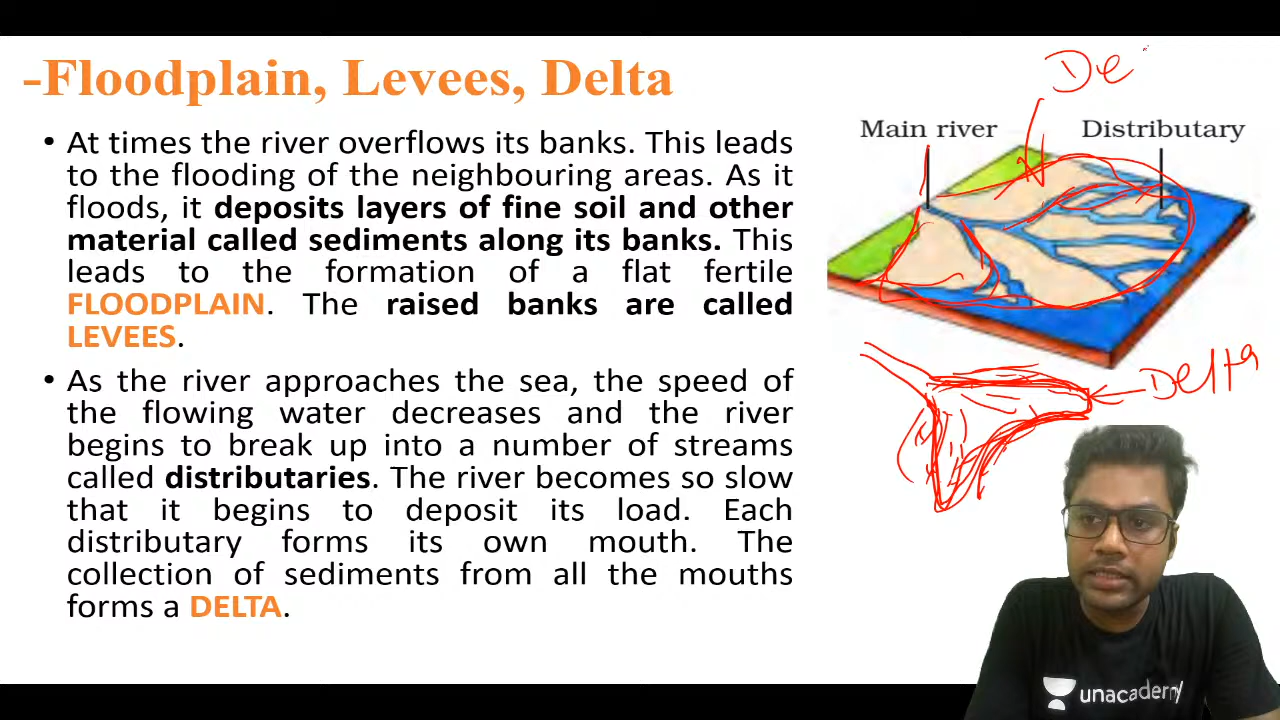 -Floodplain, Levees, Delta
De
Main river
Distributary
• At times the river overflows its banks. This leads
to the flooding of the neighbouring areas. As it
floods, it deposits layers of fine soil and other
material called sediments along its banks. This
leads to the formation of a flat fertile
FLOODPLAIN. The raised banks are called
LEVEES.
• As the river approaches the sea, the speed of
the flowing water decreases and the river
begins to break up into a number of streams
called distributaries. The river becomes so slow
that it begins to deposit its load. Each
distributary forms its own mouth. The
collection of sediments from all the mouths
forms a DELTA.
Delta
unacademy